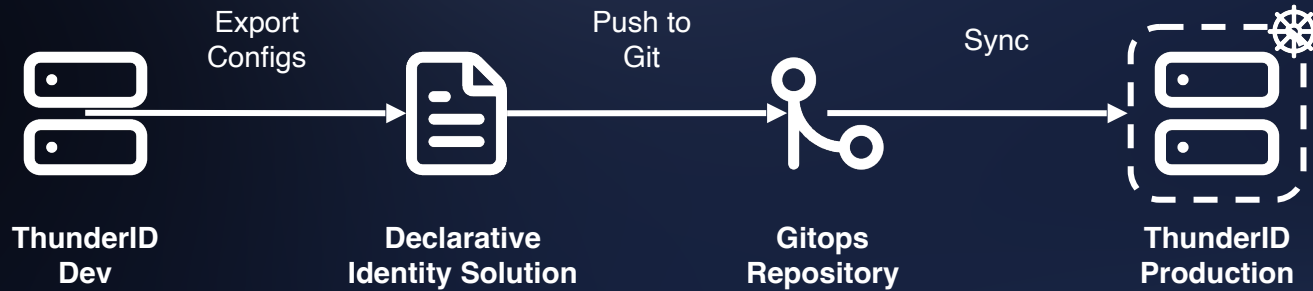 Export
Configs
Push to
Git
Sync
ThunderID
Dev
Declarative
Identity Solution
Gitops
Repository
ThunderID
Production